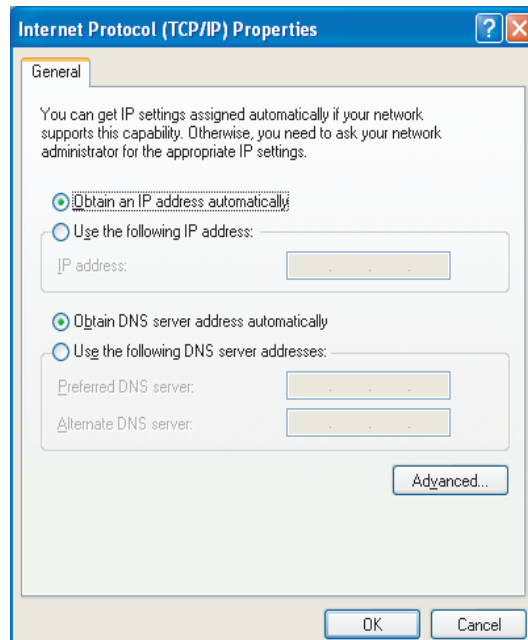 Internet Protocol (TCP/IP) Properties
General
You can get IP settings assigned automatically if your network
supports this capability. Otherwise, you need to ask your network
administrator for the appropriate IP settings.
Obtain an IP address automatically
Use the following IP address:
IP address:
Obtain DNS server address automatically
Use the following DNS server addresses:
Preferred DNS server:
Alternate DNS server:
Advanced...
OK Cancel